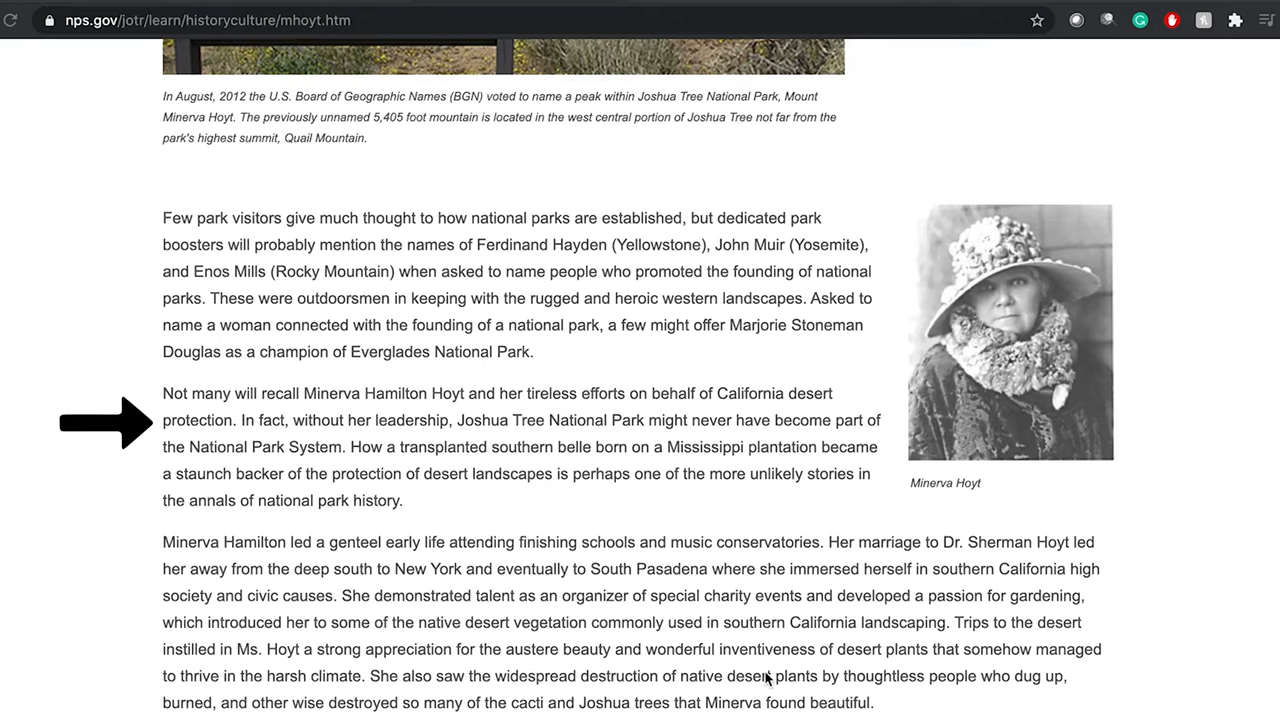 nps.gov/jotr/learn/historyculture/mhoyt.htm
In August, 2012 the U.S. Board of Geographic Names (BGN) voted to name a peak within Joshua Tree National Park, Mount
Minerva Hoyt. The previously unnamed 5,405 foot mountain is located in the west central portion of Joshua Tree not far from the
park's highest summit, Quail Mountain.
Few park visitors give much thought to how national parks are established, but dedicated park
boosters will probably mention the names of Ferdinand Hayden (Yellowstone), John Muir (Yosemite),
and Enos Mills (Rocky Mountain) when asked to name people who promoted the founding of national
parks. These were outdoorsmen in keeping with the rugged and heroic western landscapes. Asked to
name a woman connected with the founding of a national park, a few might offer Marjorie Stoneman
Douglas as a champion of Everglades National Park.
Not many will recall Minerva Hamilton Hoyt and her tireless efforts on behalf of California desert
protection. In fact, without her leadership, Joshua Tree National Park might never have become part of
the National Park System. How a transplanted southern belle born on a Mississippi plantation became
a staunch backer of the protection of desert landscapes is perhaps one of the more unlikely stories in
the annals of national park history.
Minerva Hoyt
Minerva Hamilton led a genteel early life attending finishing schools and music conservatories. Her marriage to Dr. Sherman Hoyt led
her away from the deep south to New York and eventually to South Pasadena where she immersed herself in southern California high
society and civic causes. She demonstrated talent as an organizer of special charity events and developed a passion for gardening,
which introduced her to some of the native desert vegetation commonly used in southern California landscaping. Trips to the desert
instilled in Ms. Hoyt a strong appreciation for the austere beauty and wonderful inventiveness of desert plants that somehow managed
to thrive in the harsh climate. She also saw the widespread destruction of native desert plants by thoughtless people who dug up,
burned, and other wise destroyed so many of the cacti and Joshua trees that Minerva found beautiful.